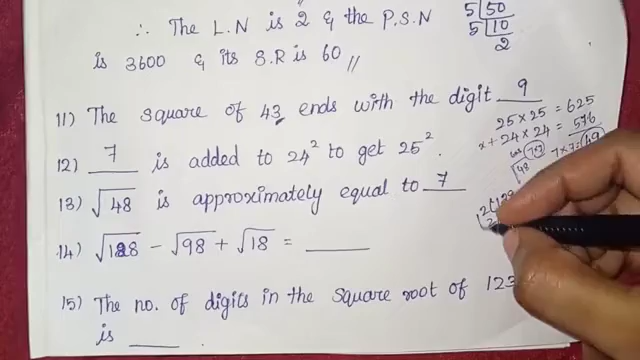 ∴ The L.N is 2 & the P.S.N
is 3600 & its S.R is 60 //
5 | 50
5 | 10
2
11) The square of 43 ends with the digit 9
25 × 25 = 625
24 × 24 = 576
12) 7 is added to 24² to get 25².
7×7 = 49
48
13) √48 is approximately equal to 7
14) √128 - √98 + √18 = ____
15) The no. of digits in the square root of 123
is ____ .